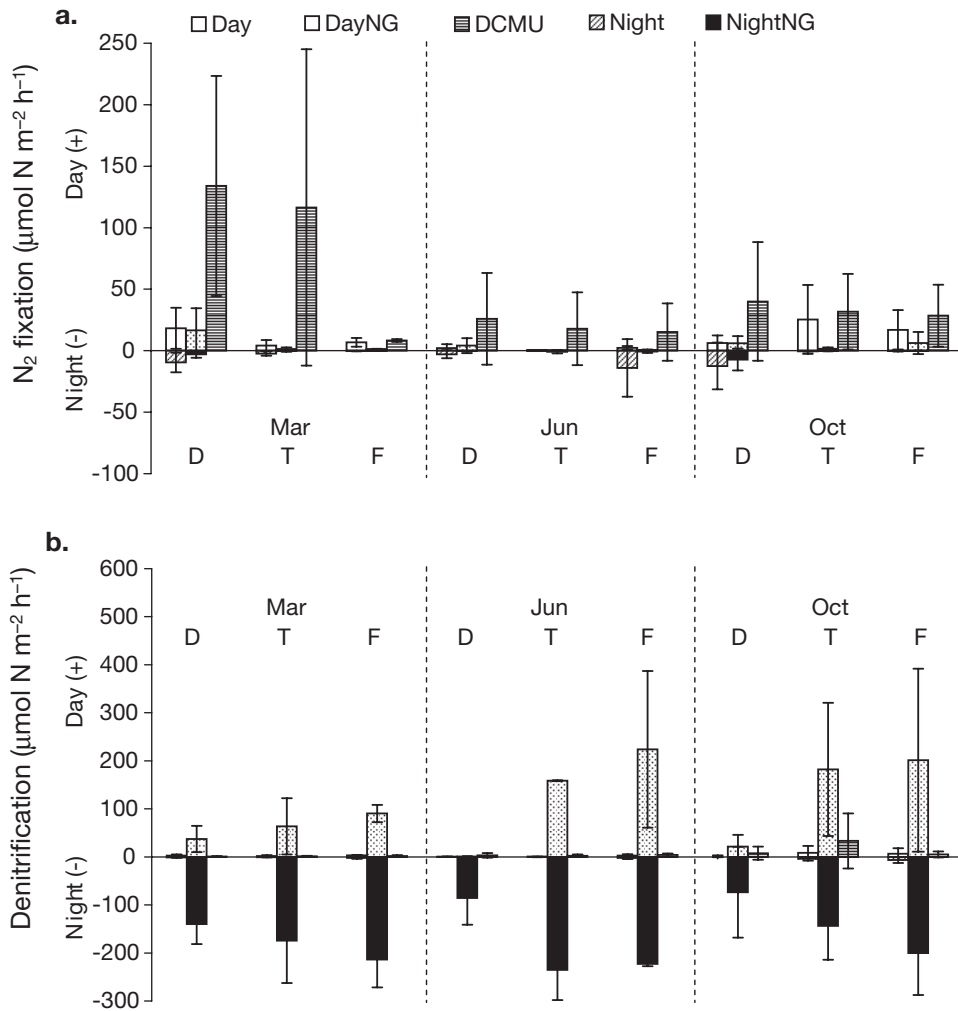 a.
Day DayNG DCMU Night NightNG
N₂ fixation (µmol N m⁻² h⁻¹)
Night (-) Day (+)
250
200
150
100
50
0
-50
-100
Mar Jun Oct
D T F D T F D T F
b.
Denitrification (µmol N m⁻² h⁻¹)
Night (-) Day (+)
600
500
400
300
200
100
0
-100
-200
-300
Mar Jun Oct
D T F D T F D T F